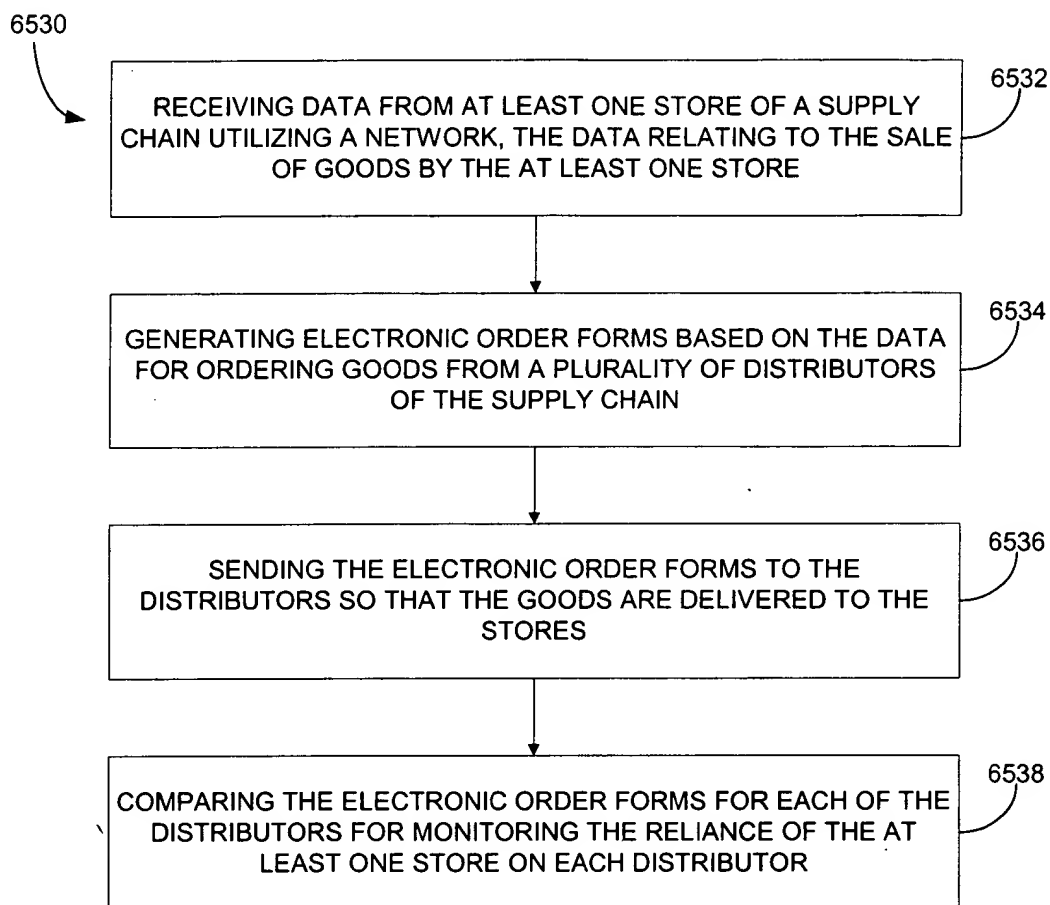 6530
6532
RECEIVING DATA FROM AT LEAST ONE STORE OF A SUPPLY
CHAIN UTILIZING A NETWORK, THE DATA RELATING TO THE SALE
OF GOODS BY THE AT LEAST ONE STORE
6534
GENERATING ELECTRONIC ORDER FORMS BASED ON THE DATA
FOR ORDERING GOODS FROM A PLURALITY OF DISTRIBUTORS
OF THE SUPPLY CHAIN
6536
SENDING THE ELECTRONIC ORDER FORMS TO THE
DISTRIBUTORS SO THAT THE GOODS ARE DELIVERED TO THE
STORES
6538
COMPARING THE ELECTRONIC ORDER FORMS FOR EACH OF THE
DISTRIBUTORS FOR MONITORING THE RELIANCE OF THE AT
LEAST ONE STORE ON EACH DISTRIBUTOR